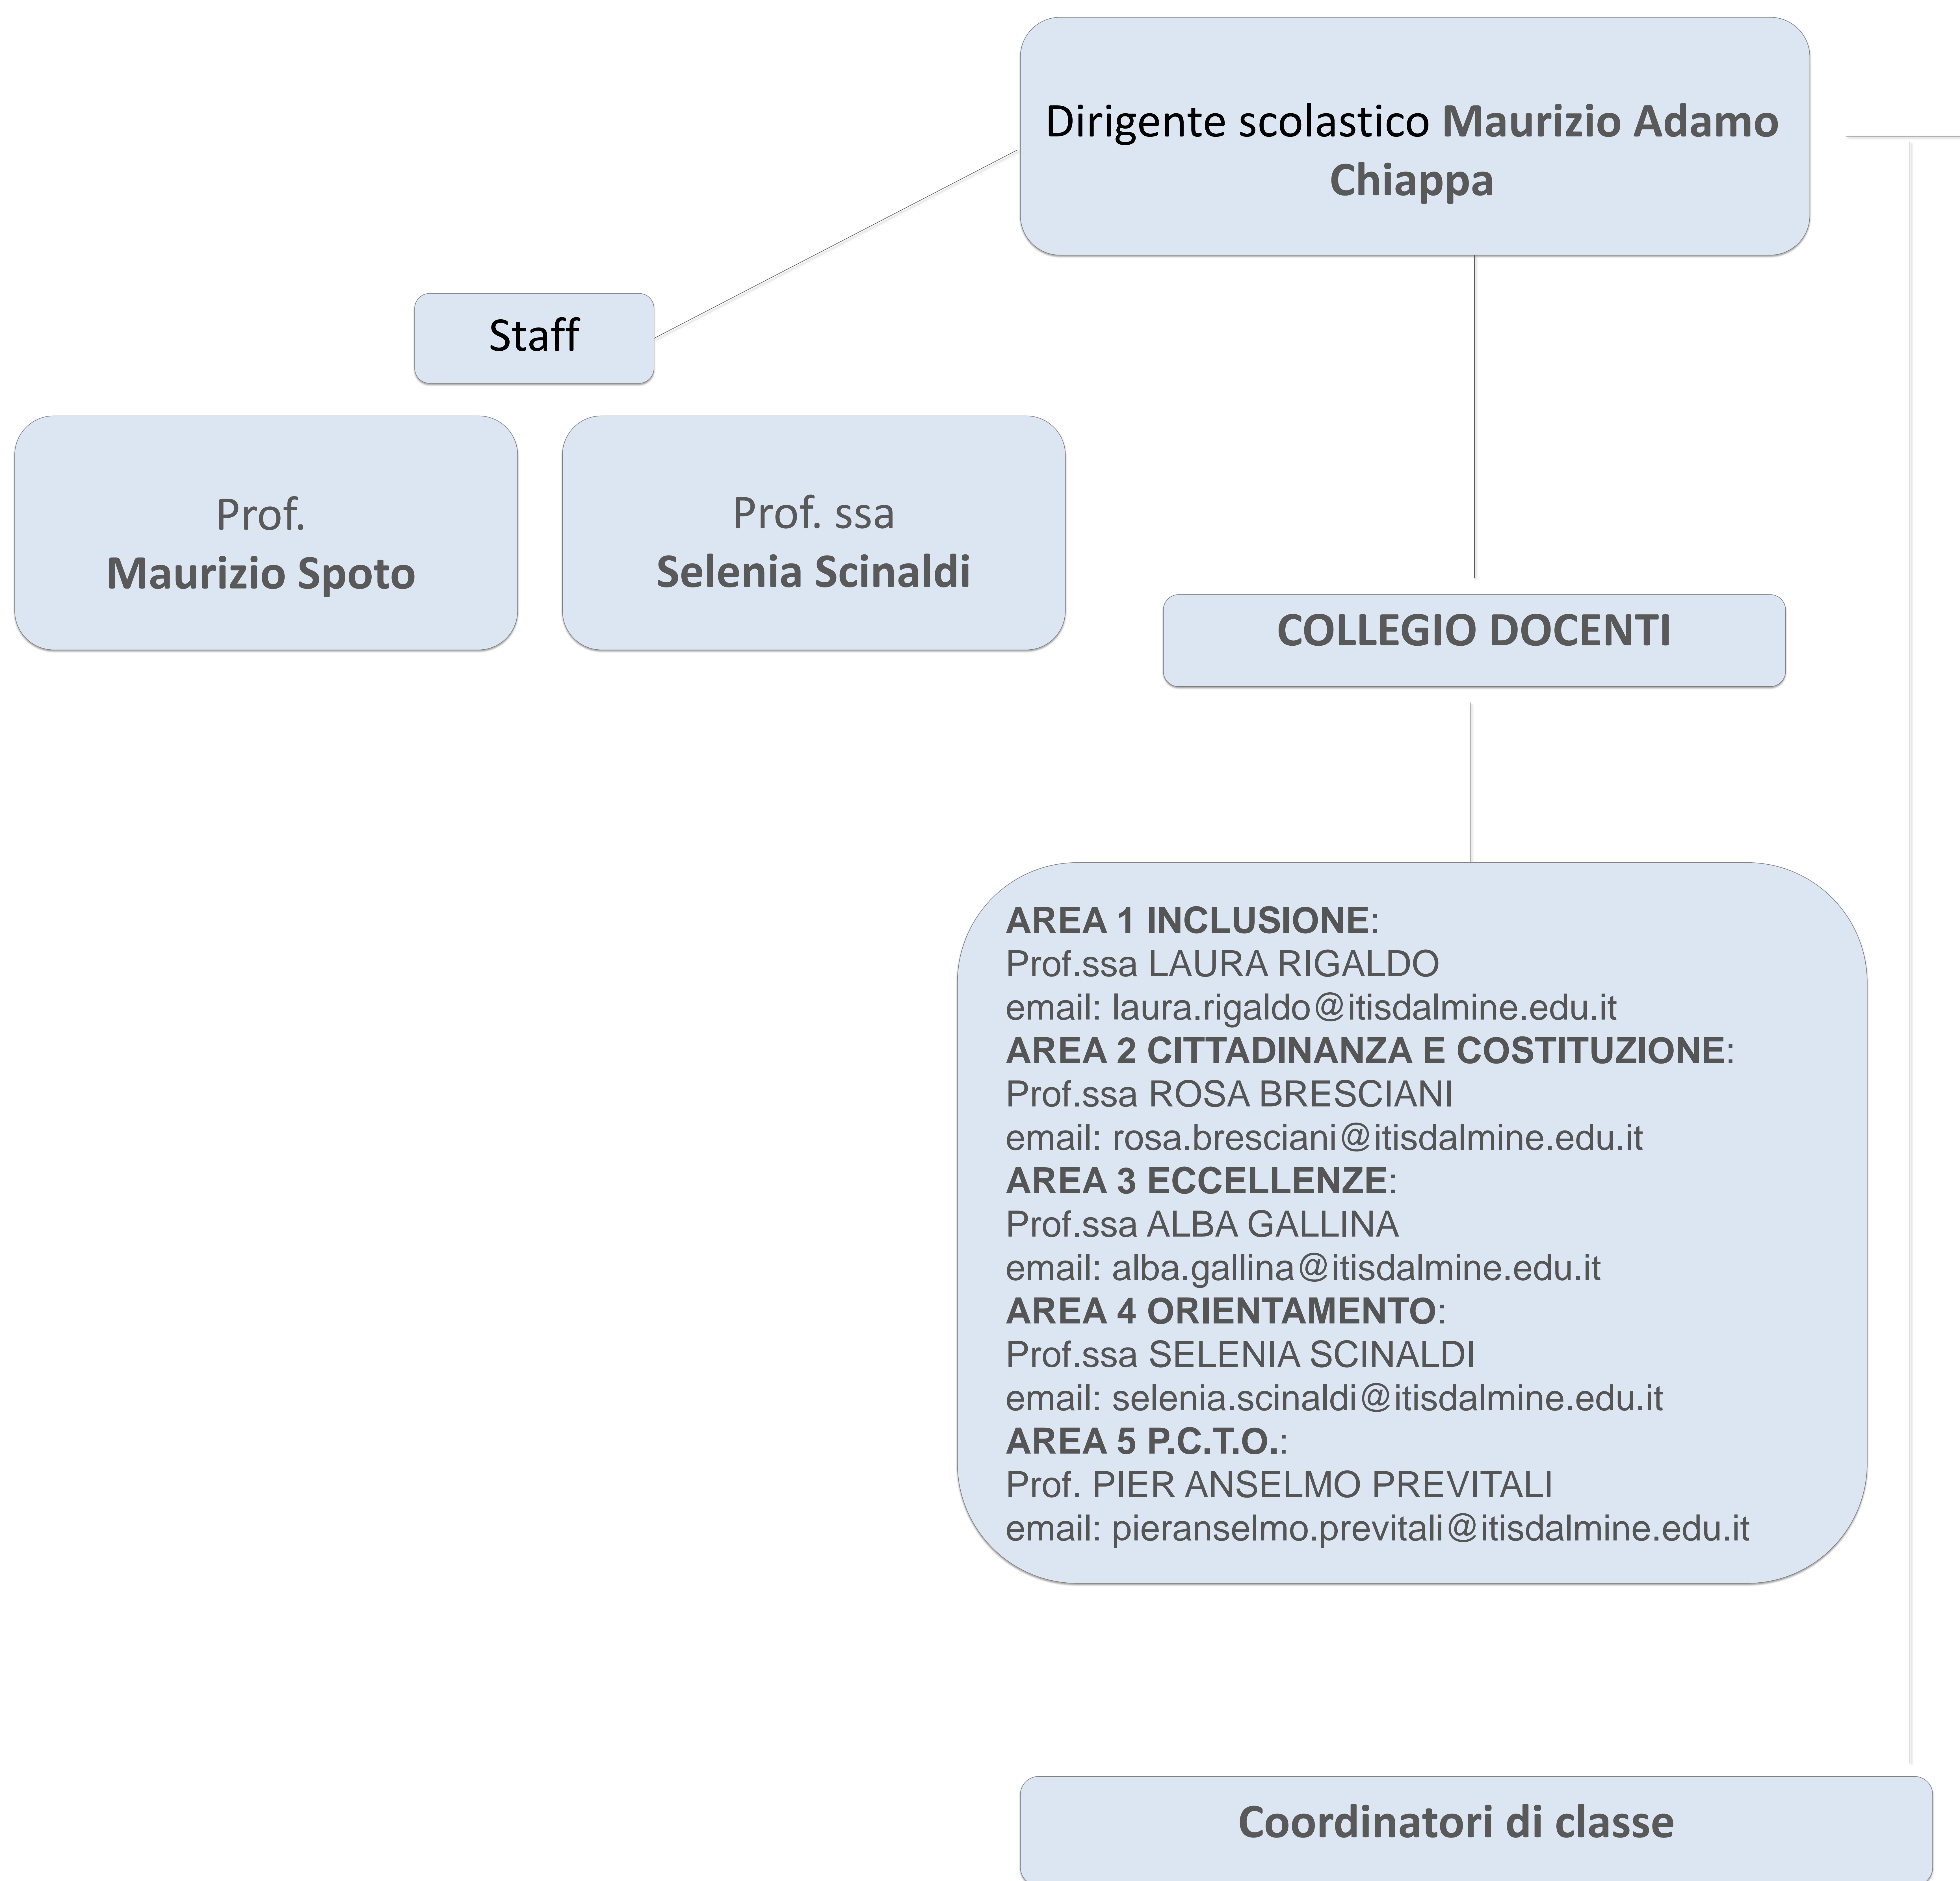 Dirigente scolastico Maurizio Adamo
Chiappa
Staff
Prof.
Maurizio Spoto
Prof. ssa
Selenia Scinaldi
COLLEGIO DOCENTI
AREA 1 INCLUSIONE:
Prof.ssa LAURA RIGALDO
email: laura.rigaldo@itisdalmine.edu.it
AREA 2 CITTADINANZA E COSTITUZIONE:
Prof.ssa ROSA BRESCIANI
email: rosa.bresciani@itisdalmine.edu.it
AREA 3 ECCELLENZE:
Prof.ssa ALBA GALLINA
email: alba.gallina@itisdalmine.edu.it
AREA 4 ORIENTAMENTO:
Prof.ssa SELENIA SCINALDI
email: selenia.scinaldi@itisdalmine.edu.it
AREA 5 P.C.T.O.:
Prof. PIER ANSELMO PREVITALI
email: pieranselmo.previtali@itisdalmine.edu.it
Coordinatori di classe